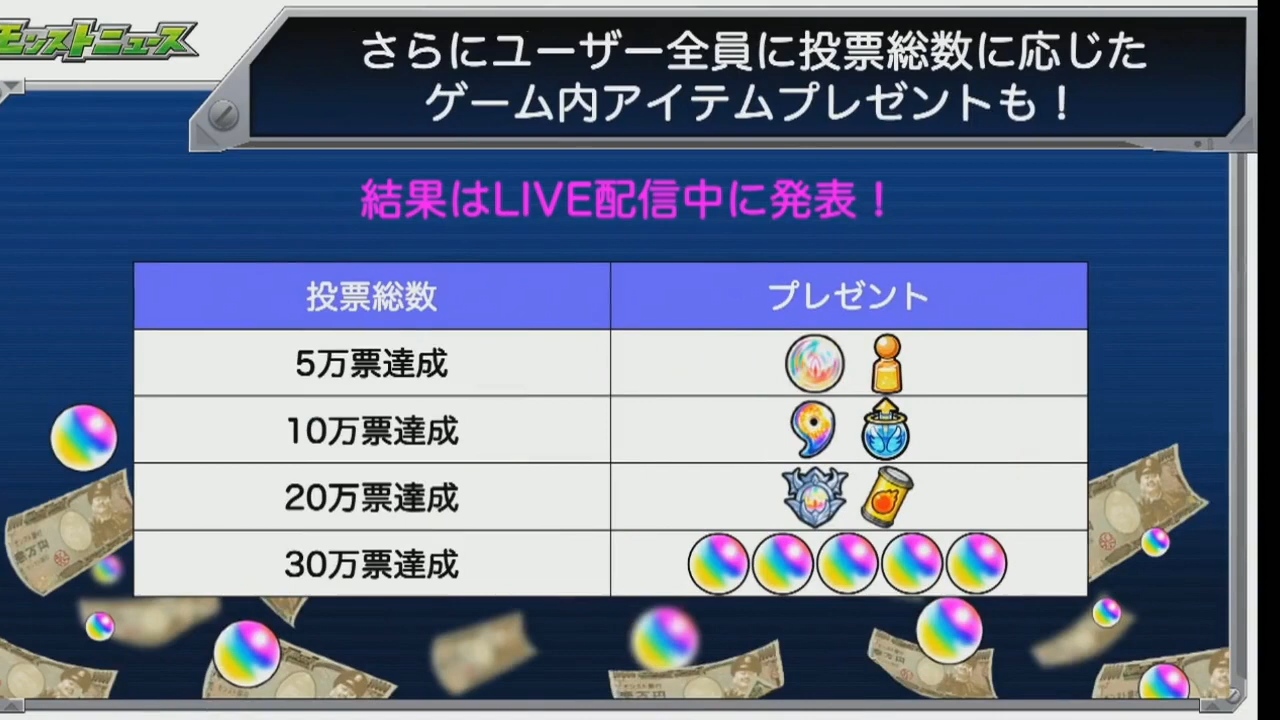 モンストニュース
さらにユーザー全員に投票総数に応じた
ゲーム内アイテムプレゼントも！
結果はLIVE配信中に発表！
投票総数 プレゼント
5万票達成
10万票達成
20万票達成
30万票達成